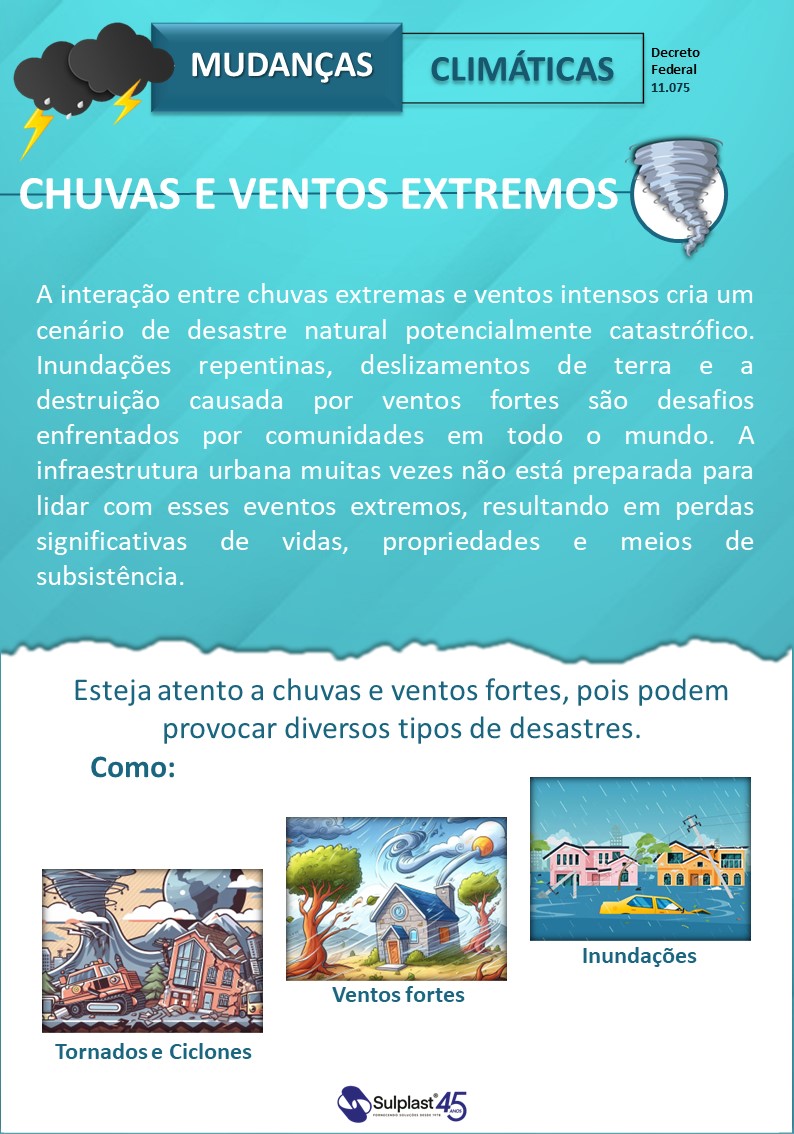 MUDANÇAS
CLIMÁTICAS
Decreto
Federal
11.075
CHUVAS E VENTOS EXTREMOS
A interação entre chuvas extremas e ventos intensos cria um
cenário de desastre natural potencialmente catastrófico.
Inundações repentinas, deslizamentos de terra e a
destruição causada por ventos fortes são desafios
enfrentados por comunidades em todo o mundo. A
infraestrutura urbana muitas vezes não está preparada para
lidar com esses eventos extremos, resultando em perdas
significativas de vidas, propriedades e meios de
subsistência.
Esteja atento a chuvas e ventos fortes, pois podem
provocar diversos tipos de desastres.
Como:
Inundações
Ventos fortes
Tornados e Ciclones
Sulplast® 45
ANOS
FORNECENDO SOLUÇÕES DESDE 1978